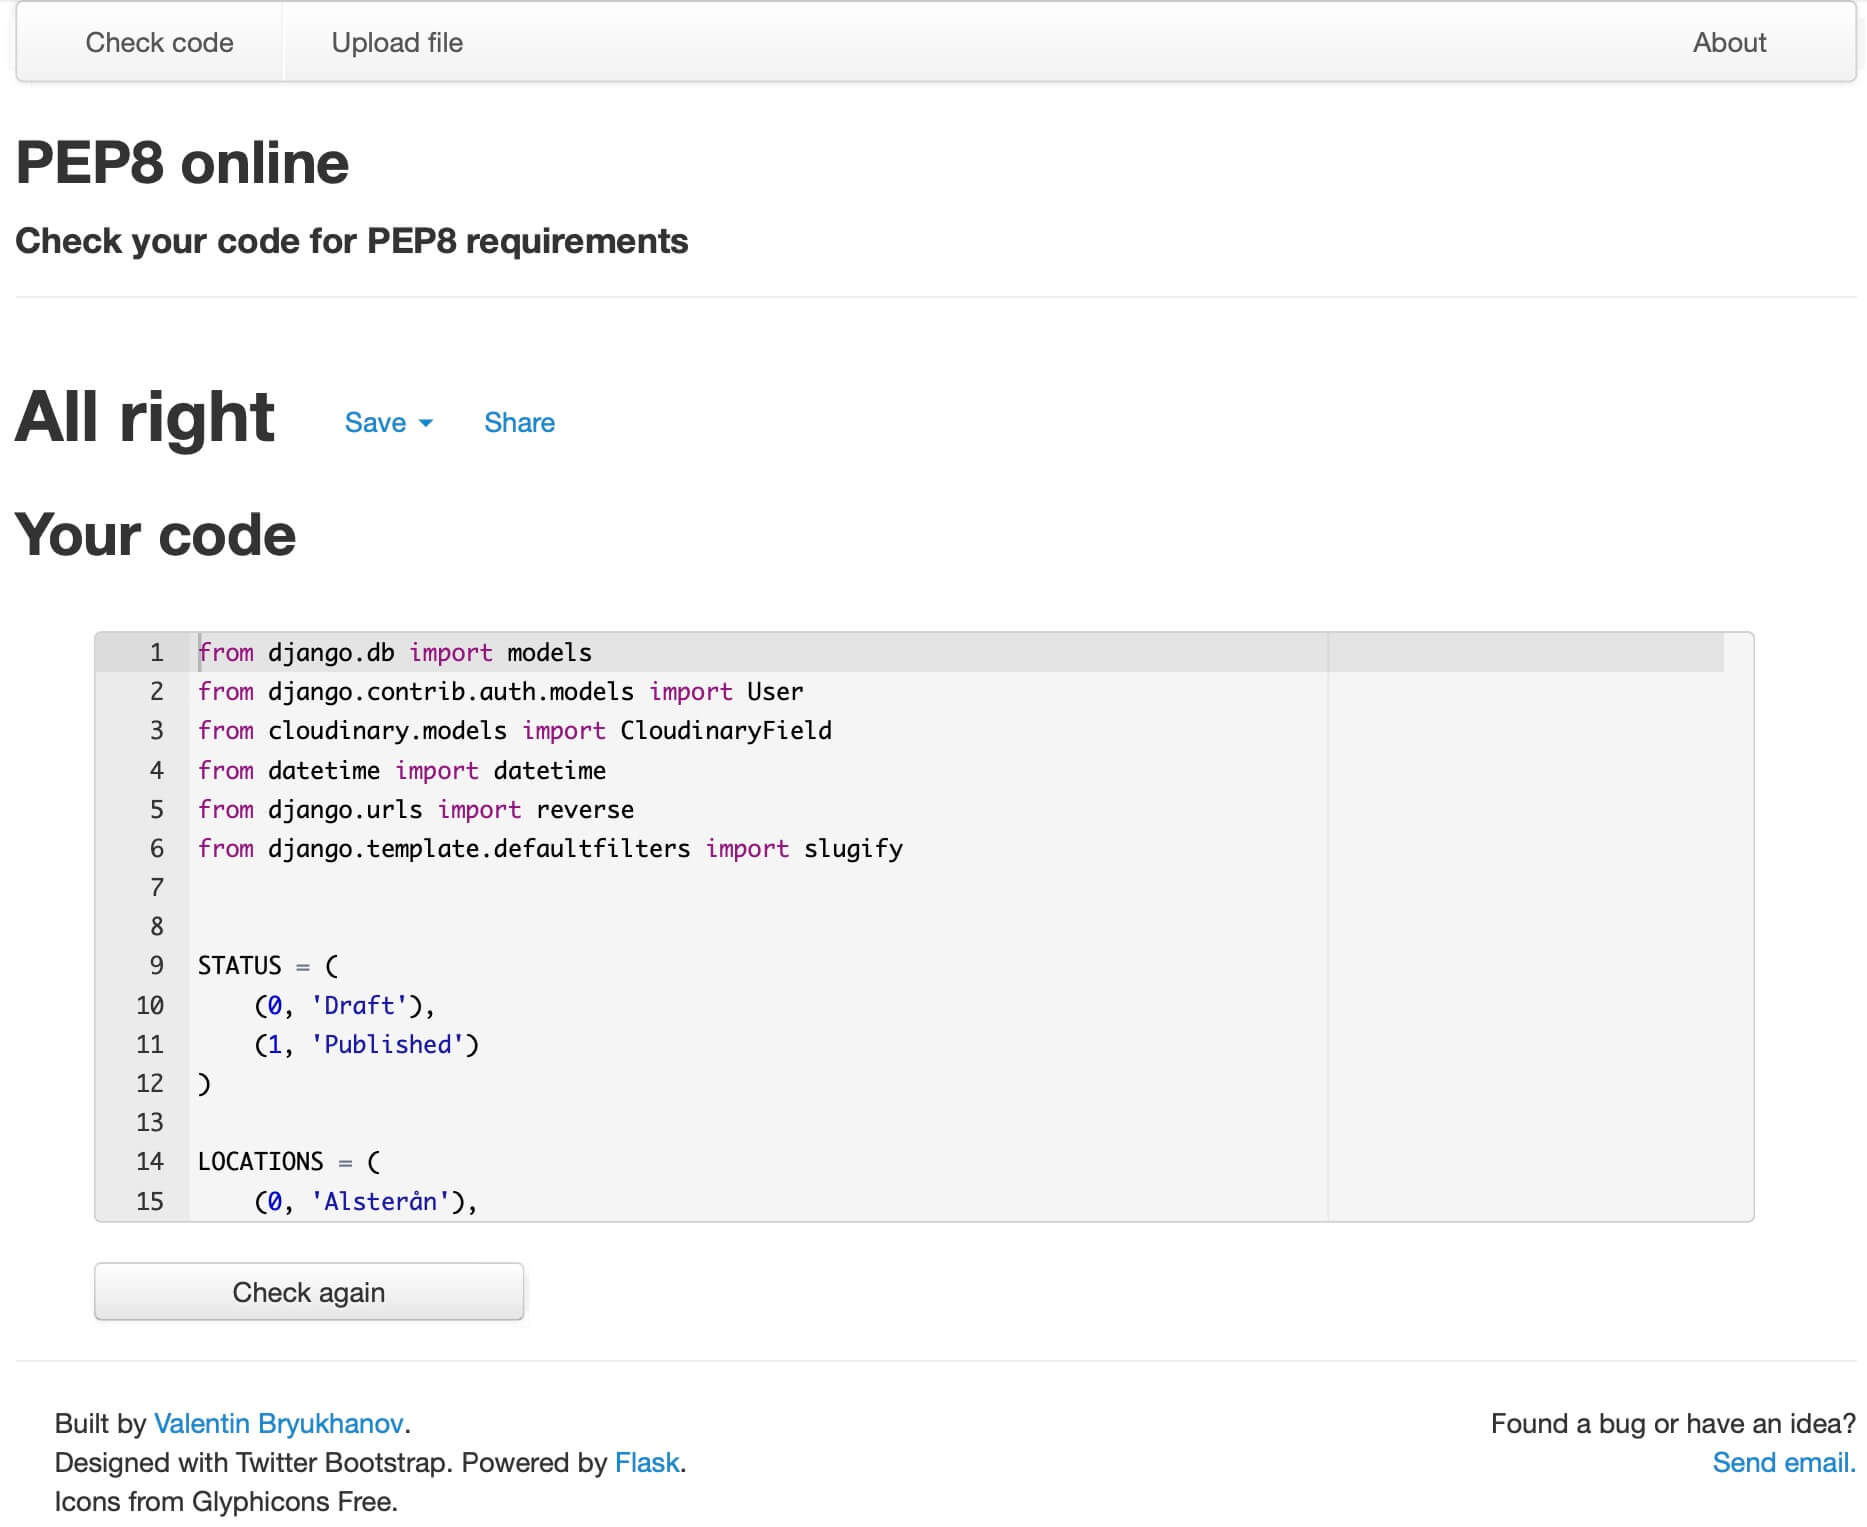 Check code Upload file About
PEP8 online
Check your code for PEP8 requirements
All right Save Share
Your code
1 from django.db import models
2 from django.contrib.auth.models import User
3 from cloudinary.models import CloudinaryField
4 from datetime import datetime
5 from django.urls import reverse
6 from django.template.defaultfilters import slugify
7
8
9 STATUS = (
10     (0, 'Draft'),
11     (1, 'Published')
12 )
13
14 LOCATIONS = (
15     (0, 'Alsterån'),
Check again
Built by Valentin Bryukhanov. Found a bug or have an idea?
Designed with Twitter Bootstrap. Powered by Flask. Send email.
Icons from Glyphicons Free.